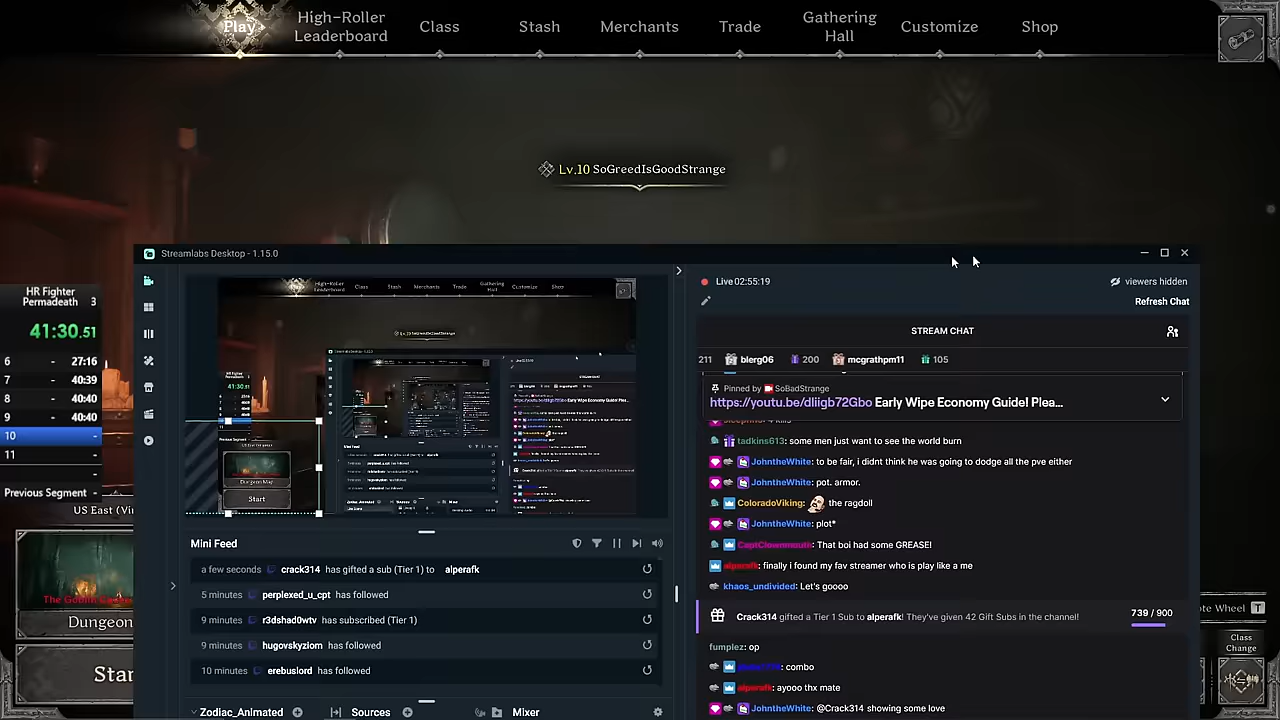 Play
High-Roller
Leaderboard
Class
Stash
Merchants
Trade
Gathering
Hall
Customize
Shop
Lv.10 SoGreedIsGoodStrange
Streamlabs Desktop - 1.15.0
HR Fighter
Permadeath 3
41:30.51
6 - 27:16
7 - 40:39
8 - 40:40
9 - 40:40
10 -
11 -
-
Previous Segment -
US East (Vi
The Goblin Caves
Dungeon
Star
Dungeon Map
Start
Mini Feed
a few seconds crack314 has gifted a sub (Tier 1) to alperafk
5 minutes perplexed_u_cpt has followed
9 minutes r3dshad0wtv has subscribed (Tier 1)
9 minutes hugovskyziom has followed
10 minutes erebuslord has followed
Zodiac_Animated
Sources
Mixer
Live 02:55:19
viewers hidden
Refresh Chat
STREAM CHAT
211 blerg06 200 mcgrathpm11 105
Pinned by SoBadStrange
https://youtu.be/dliigb72Gbo Early Wipe Economy Guide! Plea...
tadkins613: some men just want to see the world burn
JohntheWhite: to be fair, i didnt think he was going to dodge all the pve either
JohntheWhite: pot. armor.
ColoradoViking: the ragdoll
JohntheWhite: plot*
CaptClownmouth: That boi had some GREASE!
alperafk: finally i found my fav streamer who is play like a me
khaos_undivided: Let's goooo
Crack314 gifted a Tier 1 Sub to alperafk! They've given 42 Gift Subs in the channel!
739 / 900
fumplez: op
combo
alperafk: ayooo thx mate
JohntheWhite: @Crack314 showing some love
ote Wheel T
Class
Change